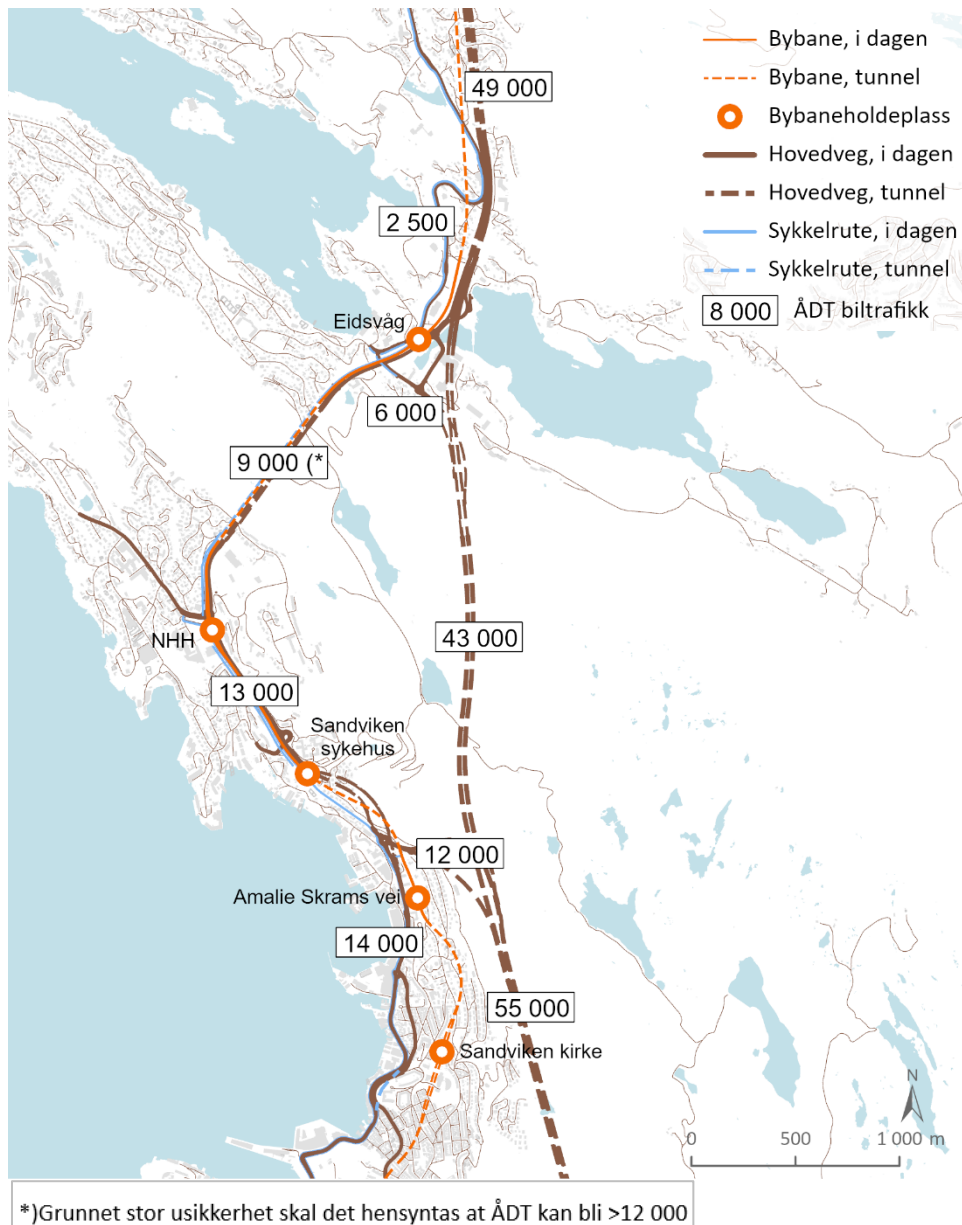 49 000
Bybane, i dagen
Bybane, tunnel
Bybaneholdeplass
Hovedveg, i dagen
Hovedveg, tunnel
Sykkelrute, i dagen
Sykkelrute, tunnel
8 000 ÅDT biltrafikk
2 500
Eidsvåg
6 000
9 000 (*
NHH
43 000
13 000
Sandviken
sykehus
12 000
Amalie Skrams vei
14 000
55 000
Sandviken kirke
N
0 500 1 000 m
*)Grunnet stor usikkerhet skal det hensyntas at ÅDT kan bli >12 000